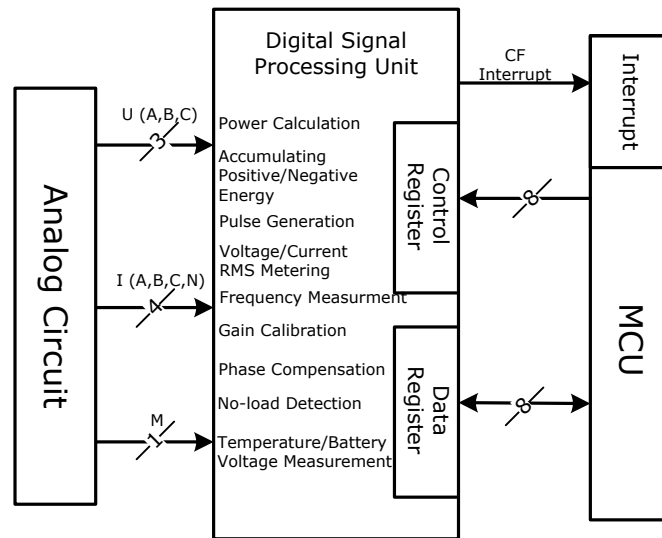 Analog Circuit
U (A,B,C)
3
I (A,B,C,N)
4
M
1
Digital Signal
Processing Unit
Power Calculation
Accumulating
Positive/Negative
Energy
Pulse Generation
Voltage/Current
RMS Metering
Frequency Measurment
Gain Calibration
Phase Compensation
No-load Detection
Temperature/Battery
Voltage Measurement
Control
Register
Data
Register
CF
Interrupt
8
8
Interrupt
MCU